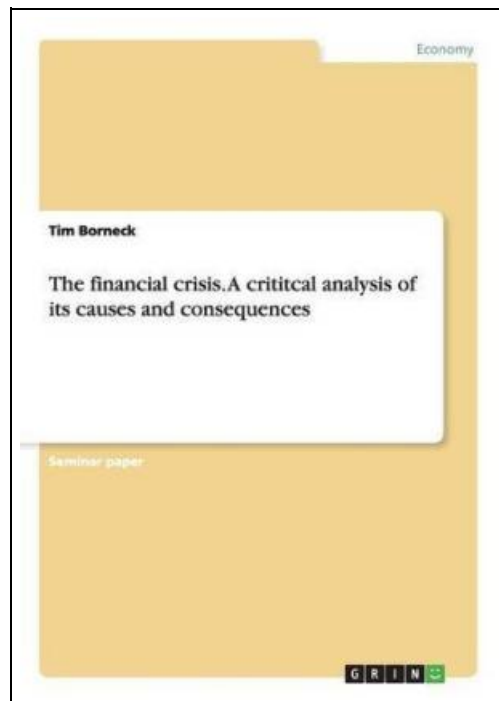 Economy
Tim Borneck
The financial crisis. A crititcal analysis of
its causes and consequences
Seminar paper
GRIN